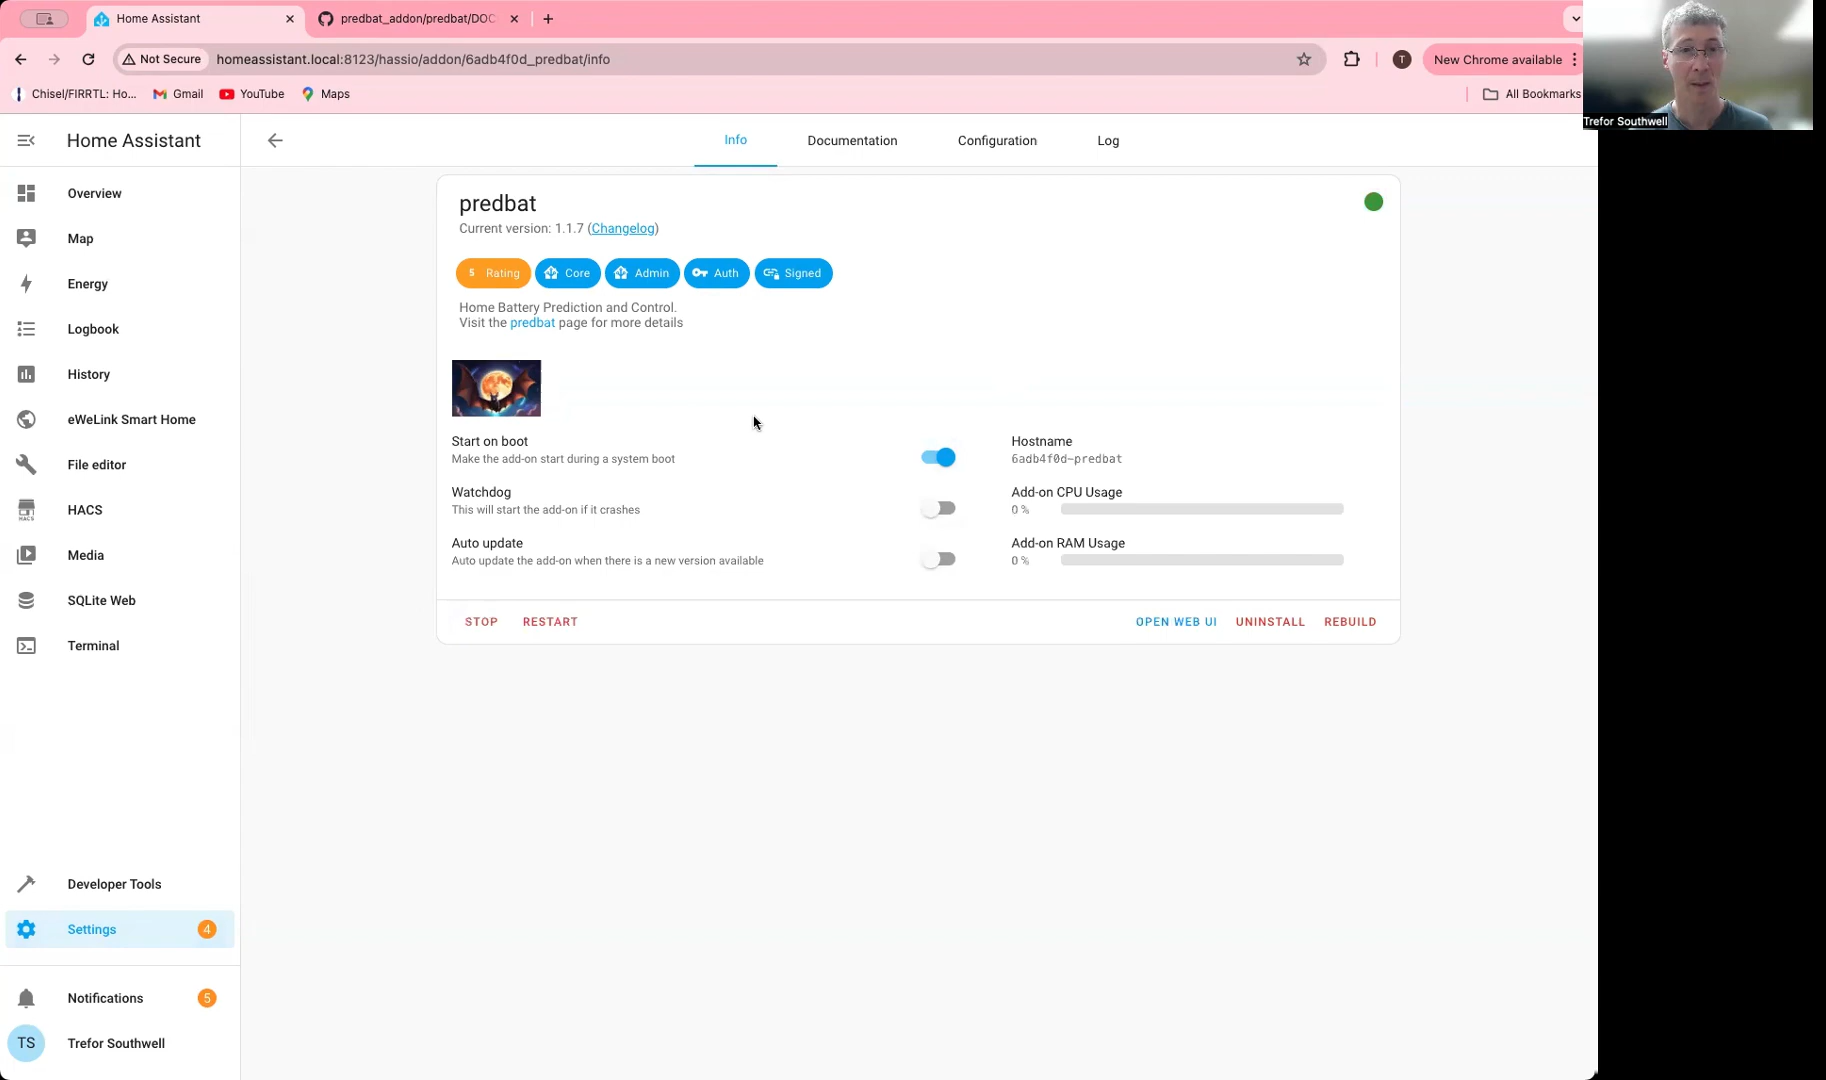 Home Assistant
predbat_addon/predbat/DOC
Not Secure
homeassistant.local:8123/hassio/addon/6adb4f0d_predbat/info
T
New Chrome available
Chisel/FIRRTL: Ho...
Gmail
YouTube
Maps
All Bookmarks
Trefor Southwell
Home Assistant
Info
Documentation
Configuration
Log
Overview
Map
Energy
Logbook
History
eWeLink Smart Home
File editor
HACS
HACS
Media
SQLite Web
Terminal
Developer Tools
Settings
4
Notifications
5
TS
Trefor Southwell
predbat
Current version: 1.1.7 (Changelog)
5 Rating
Core
Admin
Auth
Signed
Home Battery Prediction and Control.
Visit the predbat page for more details
Start on boot
Make the add-on start during a system boot
Hostname
6adb4f0d-predbat
Watchdog
This will start the add-on if it crashes
Add-on CPU Usage
0 %
Auto update
Auto update the add-on when there is a new version available
Add-on RAM Usage
0 %
STOP
RESTART
OPEN WEB UI
UNINSTALL
REBUILD